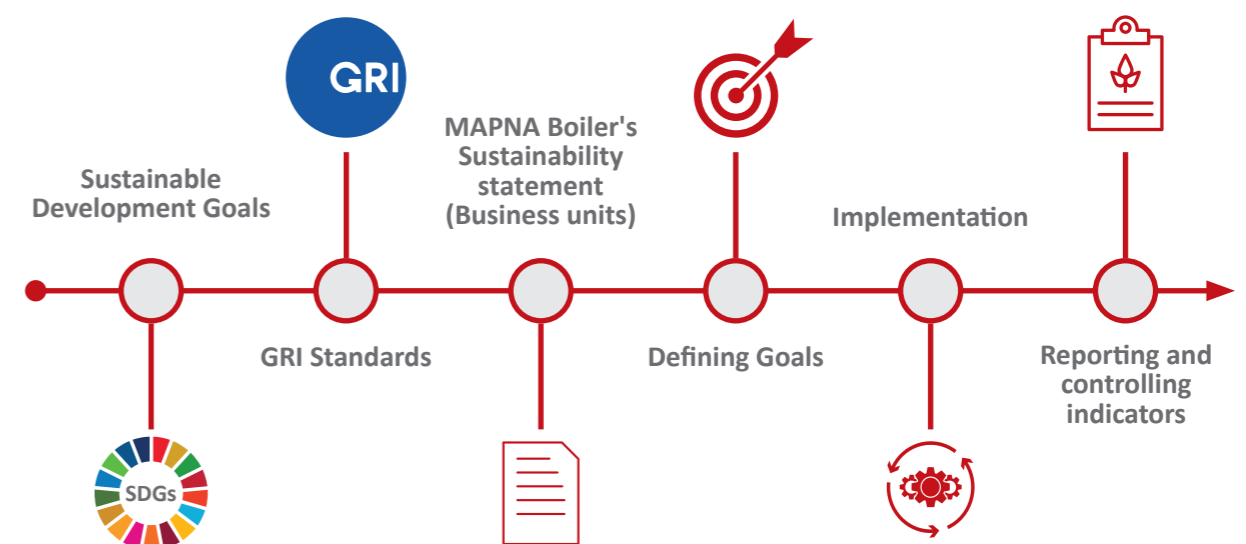 Sustainable
Development Goals
SDGs
GRI
GRI Standards
MAPNA Boiler's
Sustainability
statement
(Business units)
Defining Goals
Implementation
Reporting and
controlling
indicators